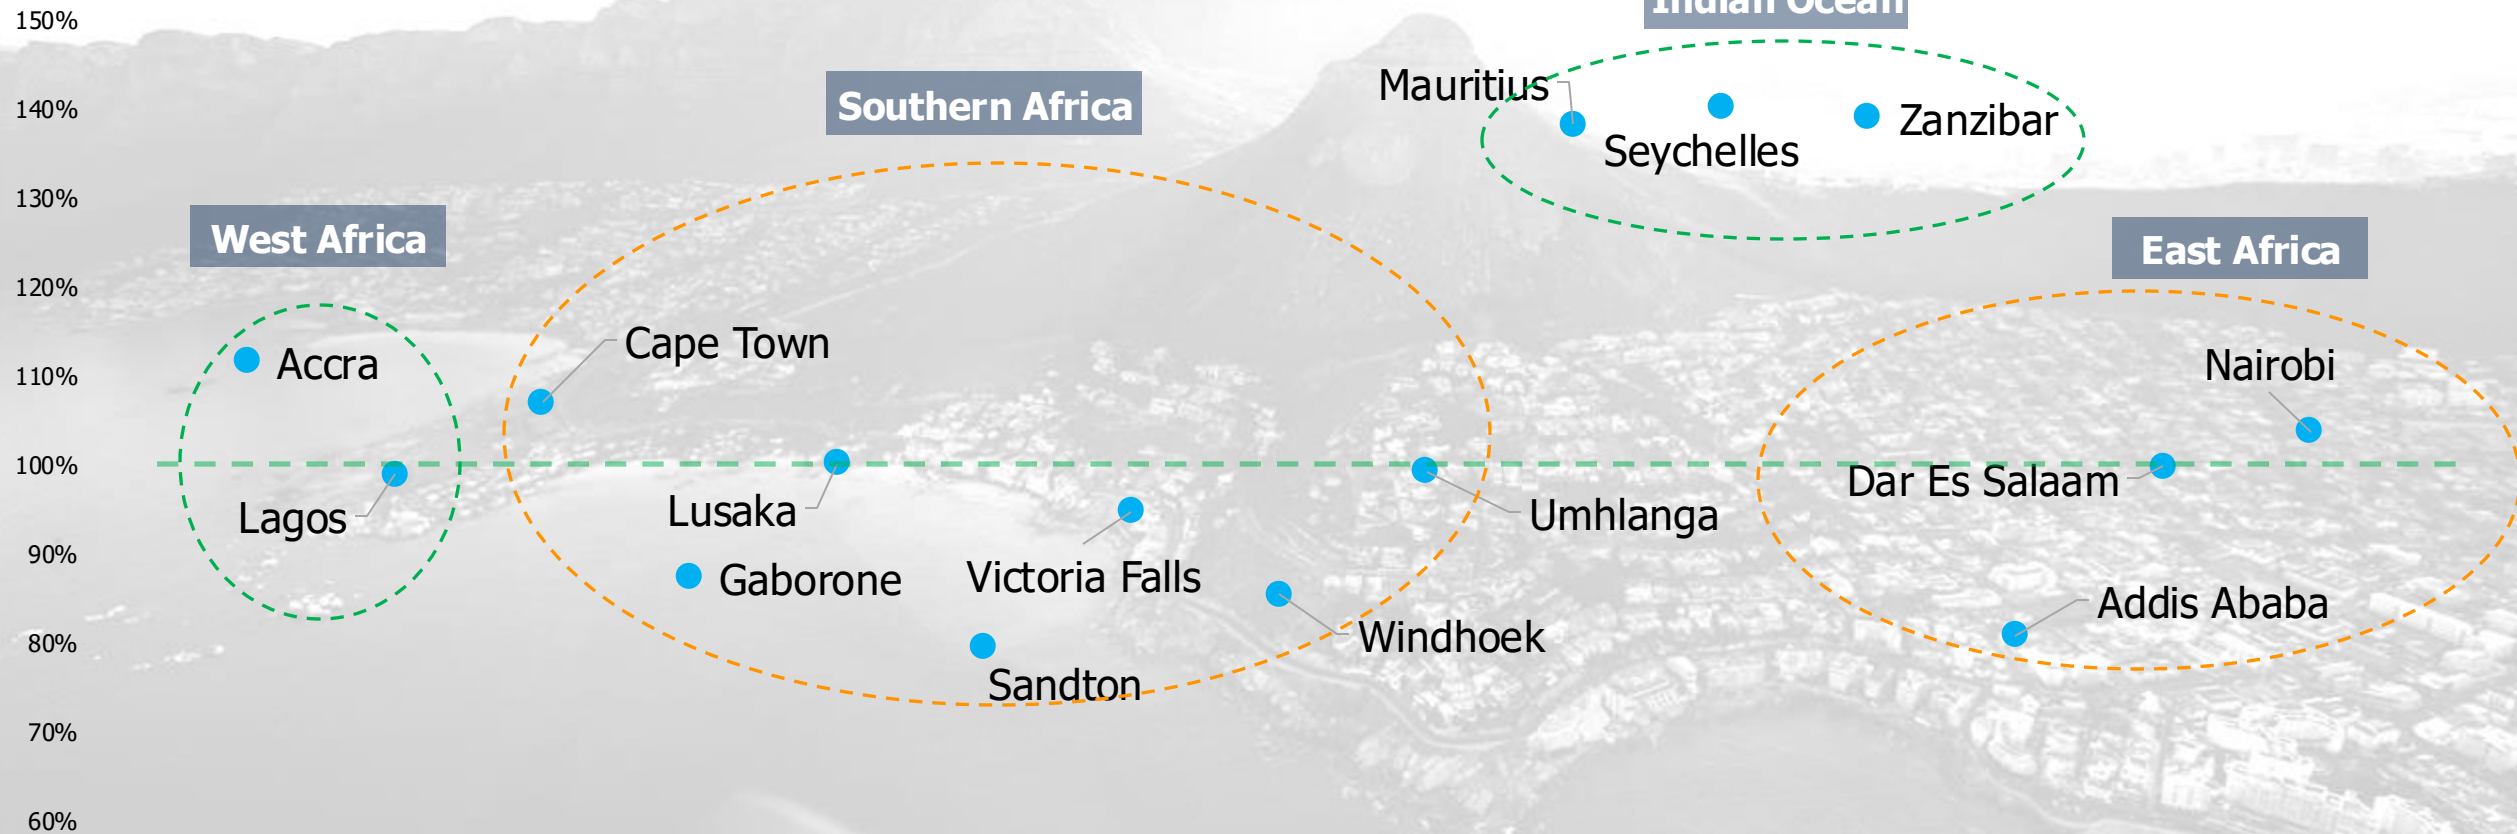 Indian Ocean
150%
Mauritius
Southern Africa
140%
Zanzibar
Seychelles
130%
West Africa
East Africa
120%
Cape Town
Accra
Nairobi
110%
100%
Dar Es Salaam
Lagos
Lusaka
Umhlanga
90%
Gaborone
Victoria Falls
Addis Ababa
80%
Windhoek
Sandton
70%
60%